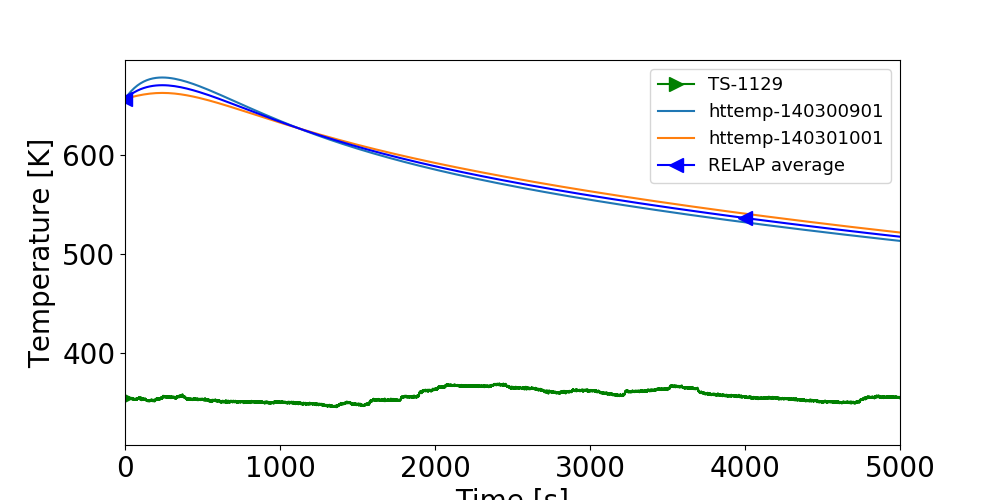 TS-1129
httemp-140300901
httemp-140301001
RELAP average
Temperature [K]
600
500
400
0 1000 2000 3000 4000 5000
Time [s]